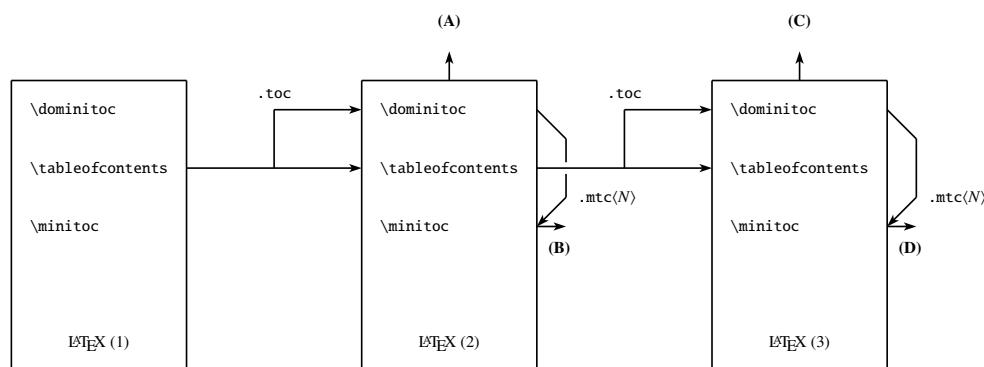 (A) (C)
.toc .toc
\dominitoc \dominitoc \dominitoc
\tableofcontents \tableofcontents \tableofcontents
.mtc⟨N⟩ .mtc⟨N⟩
\minitoc \minitoc \minitoc
(B) (D)
LATEX (1) LATEX (2) LATEX (3)